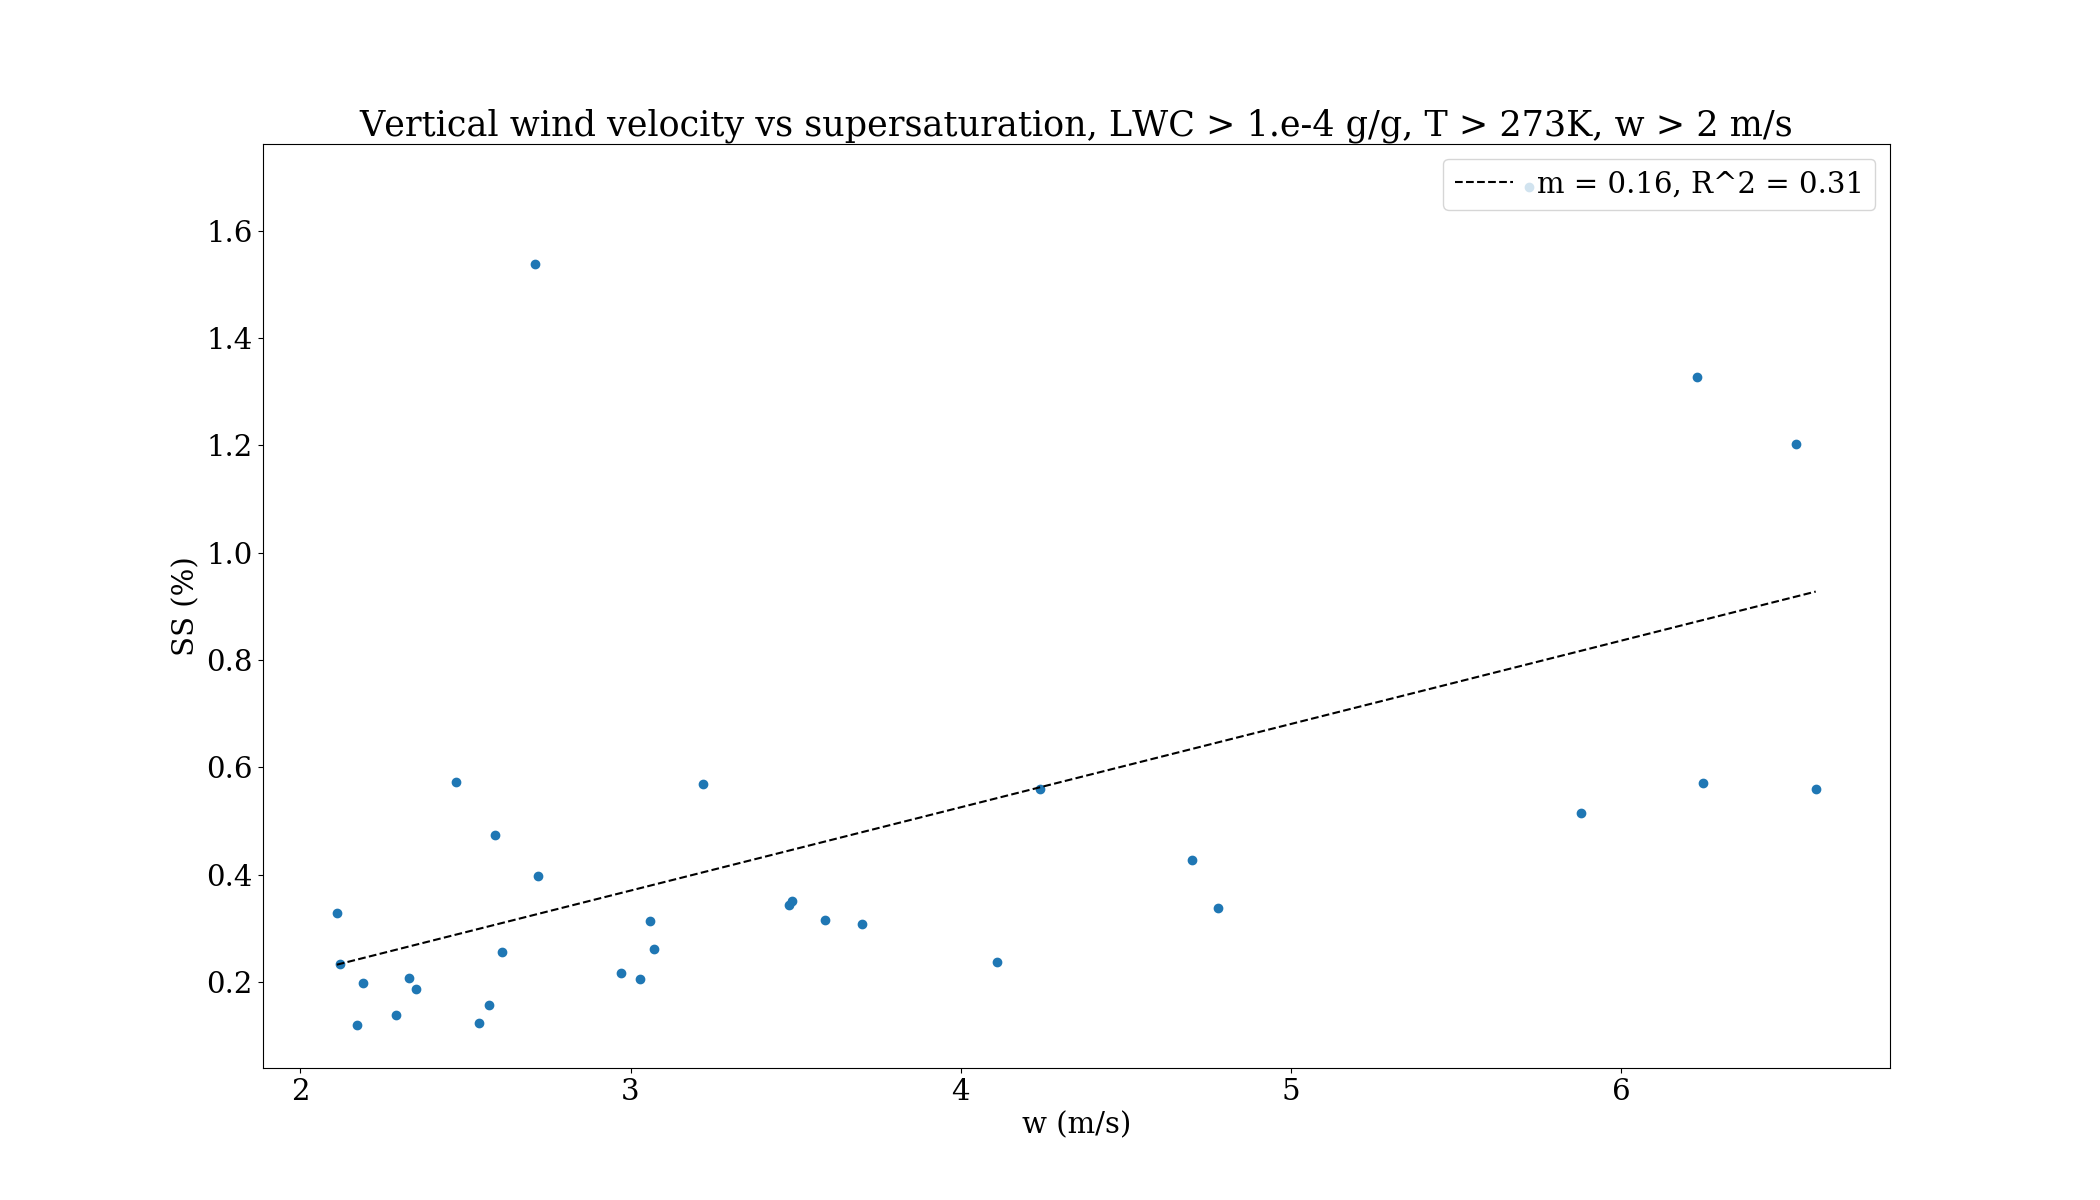 Vertical wind velocity vs supersaturation, LWC > 1.e-4 g/g, T > 273K, w > 2 m/s
m = 0.16, R^2 = 0.31
1.6
1.4
1.2
1.0
0.8
0.6
0.4
0.2
SS (%)
2 3 4 5 6
w (m/s)